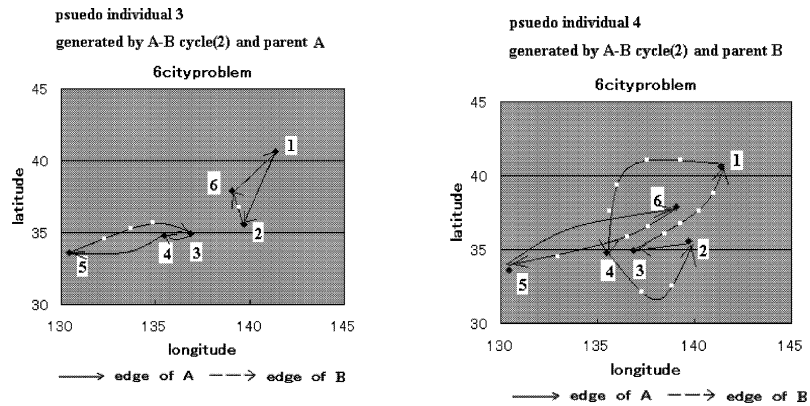 psuedo individual 3
generated by A-B cycle(2) and parent A
6cityproblem
latitude
45
40
35
30
1
6
2
5
4
3
130
135
140
145
longitude
edge of A
edge of B
psuedo individual 4
generated by A-B cycle(2) and parent B
6cityproblem
latitude
45
40
35
30
1
6
2
5
4
3
130
135
140
145
longitude
edge of A
edge of B